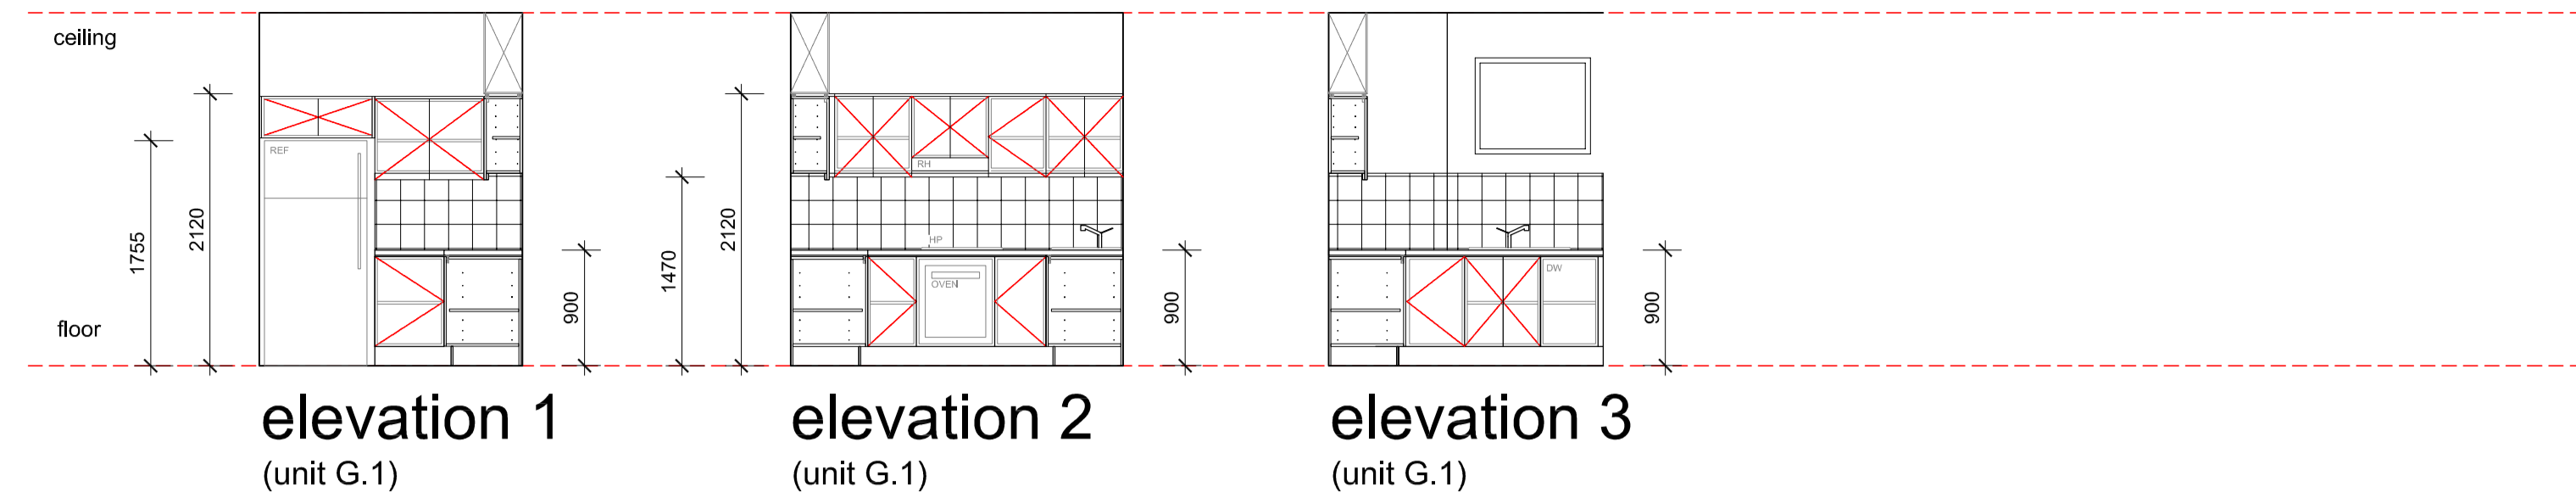 ceiling
floor
1755
2120
REF
900
elevation 1
(unit G.1)
1470
2120
RH
HP
OVEN
900
elevation 2
(unit G.1)
DW
900
elevation 3
(unit G.1)